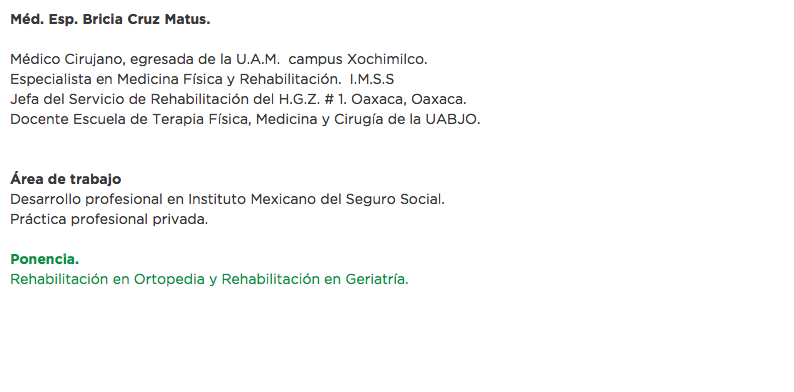 Méd. Esp. Bricia Cruz Matus.
Médico Cirujano, egresada de la U.A.M.  campus Xochimilco.
Especialista en Medicina Física y Rehabilitación.  I.M.S.S
Jefa del Servicio de Rehabilitación del H.G.Z. # 1. Oaxaca, Oaxaca.
Docente Escuela de Terapia Física, Medicina y Cirugía de la UABJO.
Área de trabajo
Desarrollo profesional en Instituto Mexicano del Seguro Social.
Práctica profesional privada.
Ponencia.
Rehabilitación en Ortopedia y Rehabilitación en Geriatría.